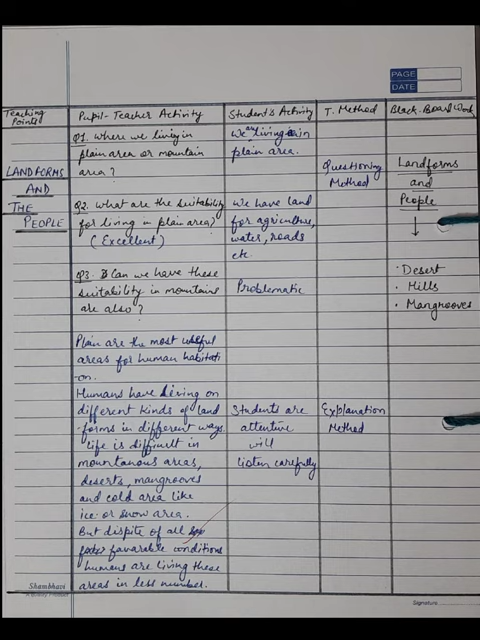 PAGE
DATE
Teaching
Points
Pupil-Teacher Activity
Student's Activity
T. Method
Black-Board Work
LANDFORMS
AND
THE
PEOPLE
Q1. where we living in
plain area or mountain
area?
Q2. what are the suitability
for living in plain area?
(Excellent)
Q3. Can we have these
suitability in mountains
are also?
Plain are the most useful
areas for human habitati
-on.
Humans have living on
different kinds of land
-forms in different ways.
life is difficult in
mountanous areas,
deserts, mangroves
and cold area like
ice or snow area.
But dispite of all
favarable conditions
humans are living these
areas in less number.
we are living in
plain area.
we have land
for agriculture,
water, roads
etc
Problematic
Students are
attentive
will
listen carefully
Questioning
Method
Explanation
Method
Landforms
and
People
• Desert
• Hills
• Mangrooves
Shambhavi
Signature